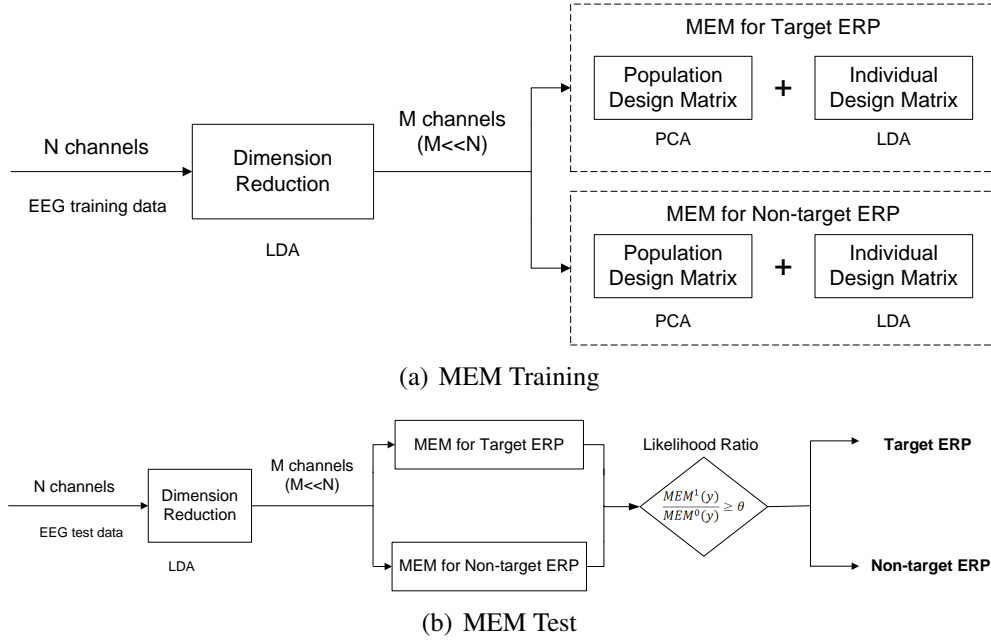 MEM for Target ERP
Population
Design Matrix
+
Individual
Design Matrix
PCA
LDA
N channels
EEG training data
Dimension
Reduction
LDA
M channels
(M<<N)
MEM for Non-target ERP
Population
Design Matrix
+
Individual
Design Matrix
PCA
LDA
(a) MEM Training
N channels
EEG test data
Dimension
Reduction
LDA
M channels
(M<<N)
MEM for Target ERP
MEM for Non-target ERP
Likelihood Ratio
MEM¹(y)
MEM⁰(y) ≥ θ
Target ERP
Non-target ERP
(b) MEM Test